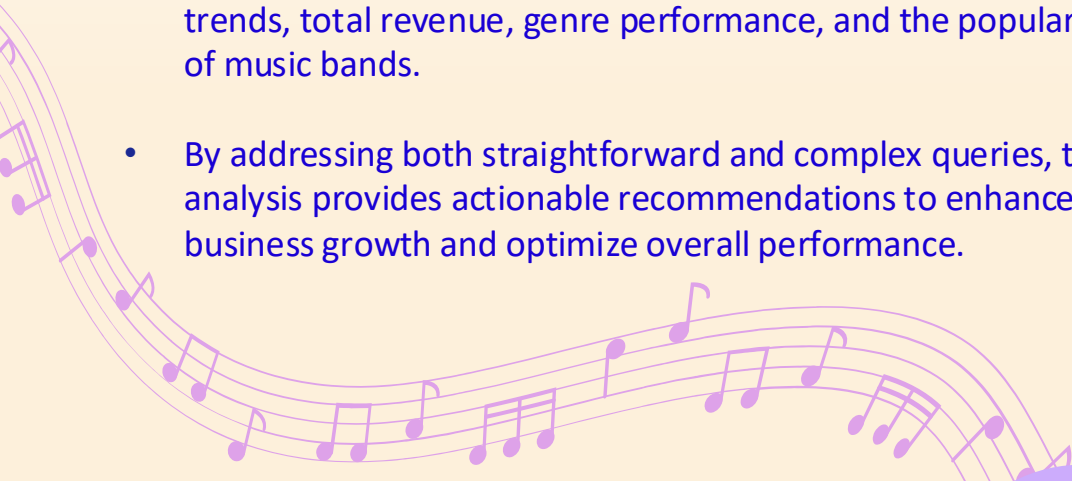 trends, total revenue, genre performance, and the popular
of music bands.
• By addressing both straightforward and complex queries, t
analysis provides actionable recommendations to enhance
business growth and optimize overall performance.